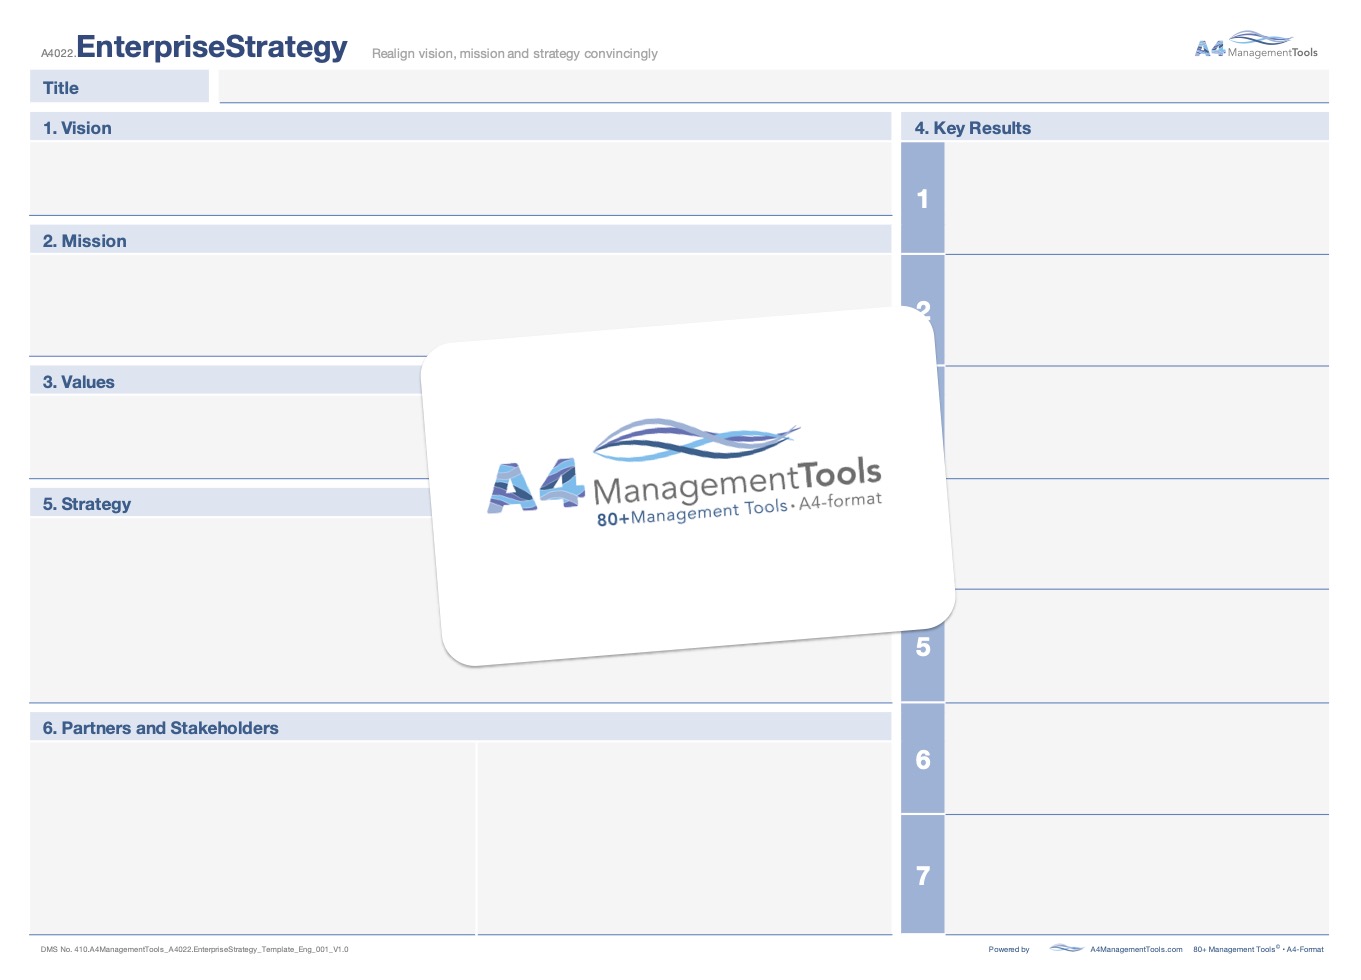 A4022.EnterpriseStrategy Realign vision, mission and strategy convincingly
A4 ManagementTools
Title
1. Vision
2. Mission
3. Values
5. Strategy
6. Partners and Stakeholders
4. Key Results
1
2
5
6
7
A4 ManagementTools
80+Management Tools • A4-format
DMS No. 410.A4ManagementTools_A4022.EnterpriseStrategy_Template_Eng_001_V1.0
Powered by A4ManagementTools.com 80+ Management Tools© • A4-Format